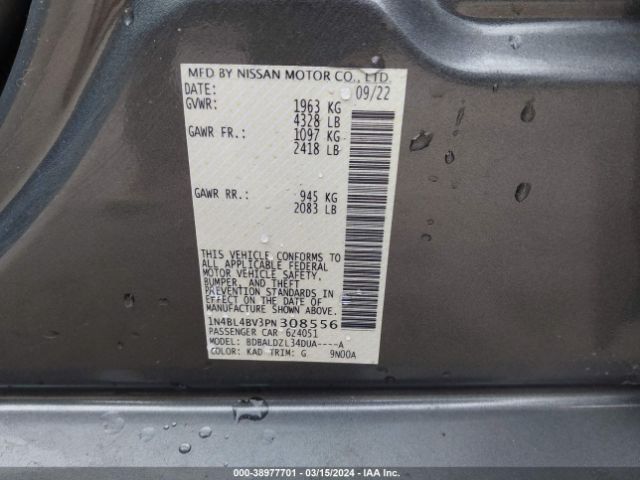 MFD BY NISSAN MOTOR CO., LTD.
DATE: 09/22
GVWR: 1963 KG
4328 LB
GAWR FR.: 1097 KG
2418 LB
GAWR RR.: 945 KG
2083 LB
THIS VEHICLE CONFORMS TO
ALL APPLICABLE FEDERAL
MOTOR VEHICLE SAFETY,
BUMPER, AND THEFT
PREVENTION STANDARDS
IN EFFECT ON THE DATE OF
MANUFACTURE SHOWN ABOVE.
1N4BL4BV3PN308556
PASSENGER CAR 624051
MODEL: BDBALDZL34DUA----A
COLOR: KAD TRIM: G 9N00A
© - 38977701 - 03/15/2024 - IAA Inc.